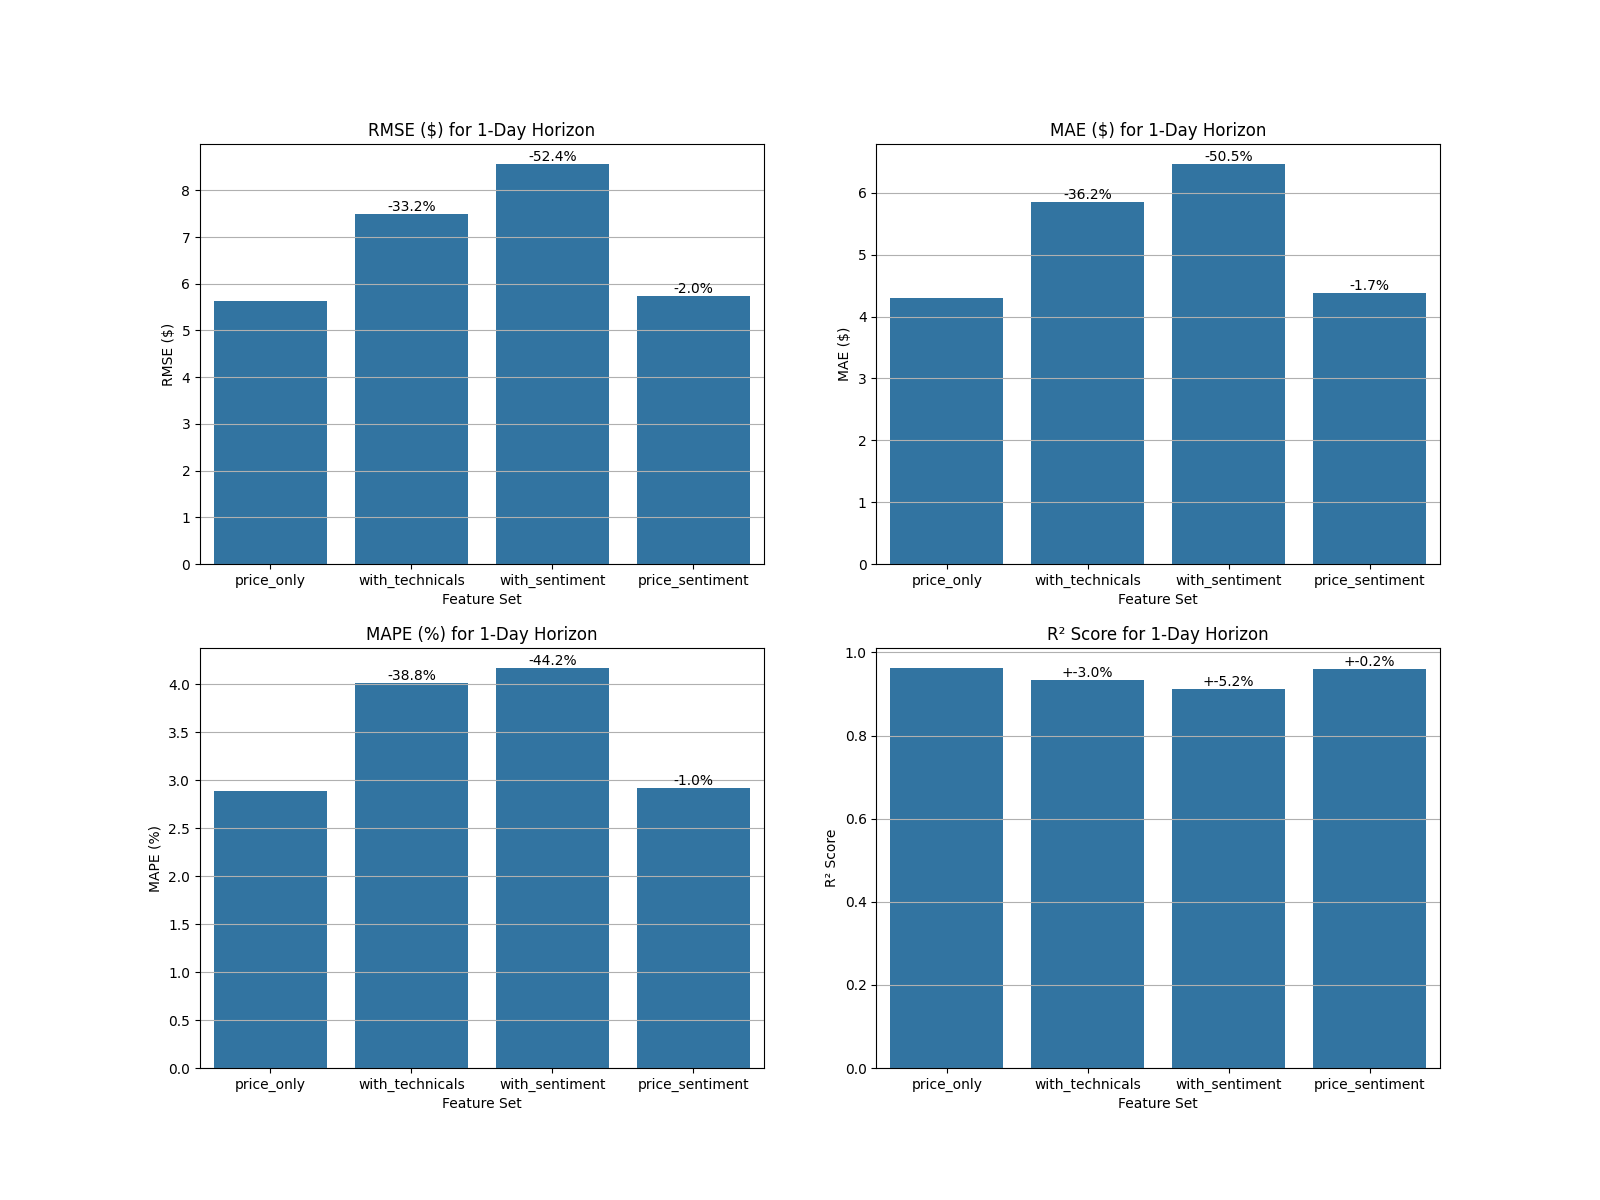 RMSE ($) for 1-Day Horizon
RMSE ($)
8
7
6
5
4
3
2
1
0
-33.2%
-52.4%
-2.0%
price_only with_technicals with_sentiment price_sentiment
Feature Set
MAE ($) for 1-Day Horizon
MAE ($)
6
5
4
3
2
1
0
-36.2%
-50.5%
-1.7%
price_only with_technicals with_sentiment price_sentiment
Feature Set
MAPE (%) for 1-Day Horizon
MAPE (%)
4.0
3.5
3.0
2.5
2.0
1.5
1.0
0.5
0.0
-38.8%
-44.2%
-1.0%
price_only with_technicals with_sentiment price_sentiment
Feature Set
R² Score for 1-Day Horizon
R² Score
1.0
0.8
0.6
0.4
0.2
0.0
+-3.0%
+-5.2%
+-0.2%
price_only with_technicals with_sentiment price_sentiment
Feature Set